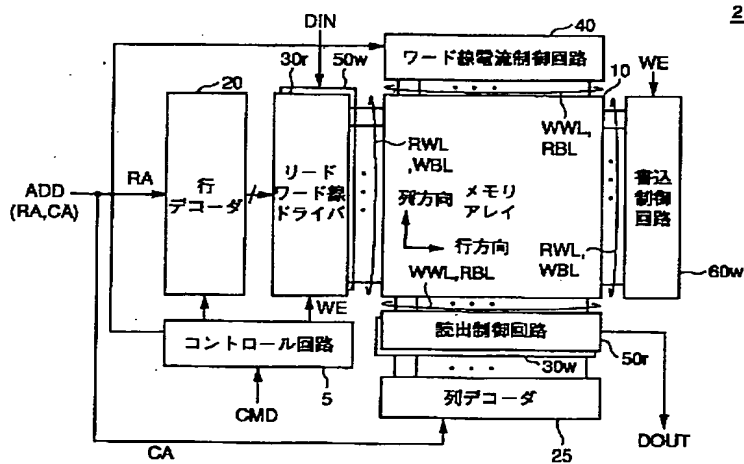 2
DIN
40
30r
50w
ワード線電流制御回路
10
WE
20
行
デコーダ
リード
ワード線
ドライバ
RWL
,WBL
WWL,
RBL
書込
制御
回路
ADD
(RA,CA)
RA
列方向
メモリ
アレイ
行方向
RWL,
WBL
WWL,RBL
60w
WE
コントロール回路
読出制御回路
50r
30w
5
CMD
列デコーダ
CA
25
DOUT